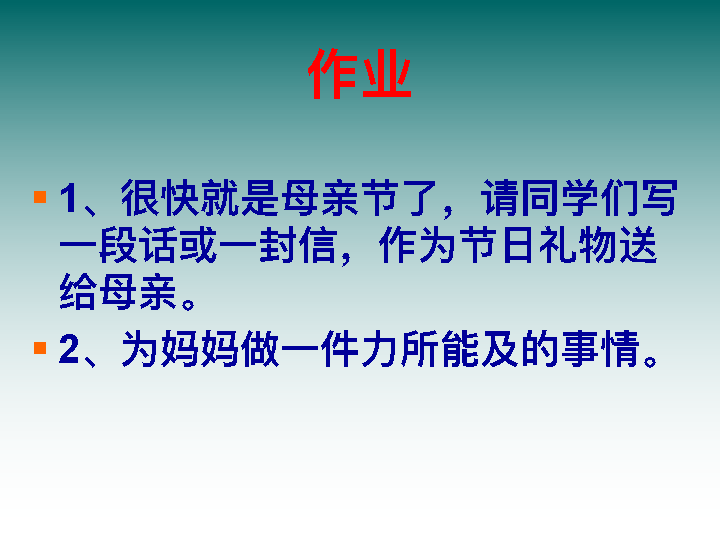 作业
1、很快就是母亲节了，请同学们写
一段话或一封信，作为节日礼物送
给母亲。
2、为妈妈做一件力所能及的事情。